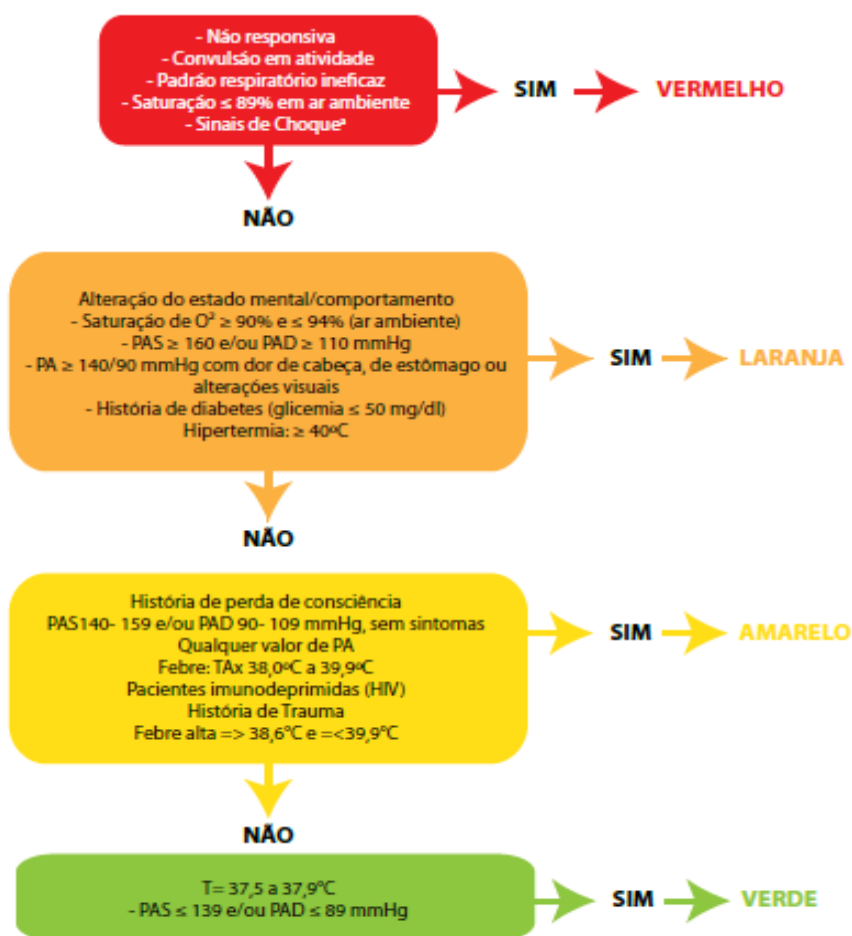 - Não responsiva
- Convulsão em atividade
- Padrão respiratório ineficaz
- Saturação ≤ 89% em ar ambiente
- Sinais de Choqueª
SIM
VERMELHO
NÃO
Alteração do estado mental/comportamento
- Saturação de O² ≥ 90% e ≤ 94% (ar ambiente)
- PAS ≥ 160 e/ou PAD ≥ 110 mmHg
- PA ≥ 140/90 mmHg com dor de cabeça, de estômago ou
alterações visuais
- História de diabetes (glicemia ≤ 50 mg/dl)
Hipertermia: ≥ 40ºC
SIM
LARANJA
NÃO
História de perda de consciência
PAS140- 159 e/ou PAD 90- 109 mmHg, sem sintomas
Qualquer valor de PA
Febre: TAx 38,0ºC a 39,9ºC
Pacientes imunodeprimidas (HIV)
História de Trauma
Febre alta => 38,6°C e =<39,9°C
SIM
AMARELO
NÃO
T= 37,5 a 37,9°C
- PAS ≤ 139 e/ou PAD ≤ 89 mmHg
SIM
VERDE